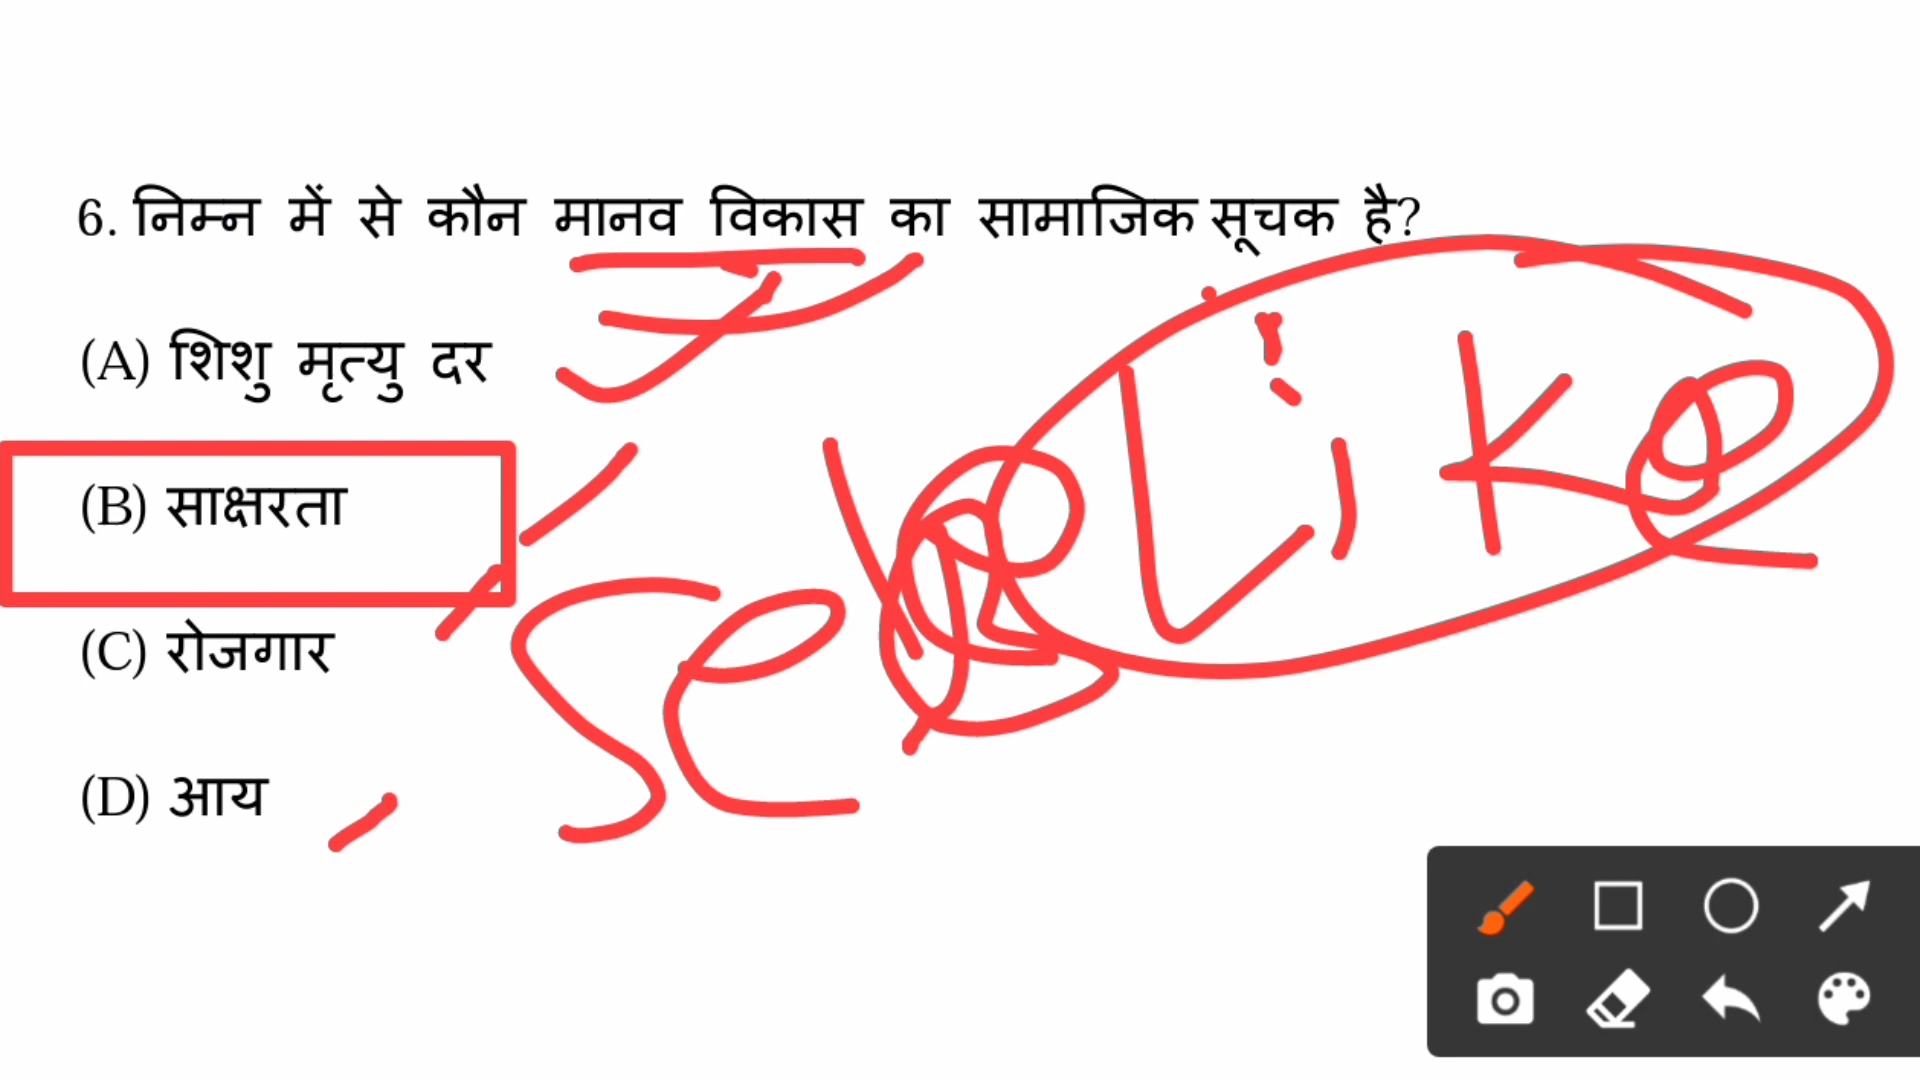 6. निम्न में से कौन मानव विकास का सामाजिक सूचक है?
(A) शिशु मृत्यु दर
Like
(B) साक्षरता
(C) रोजगार
(D) आय